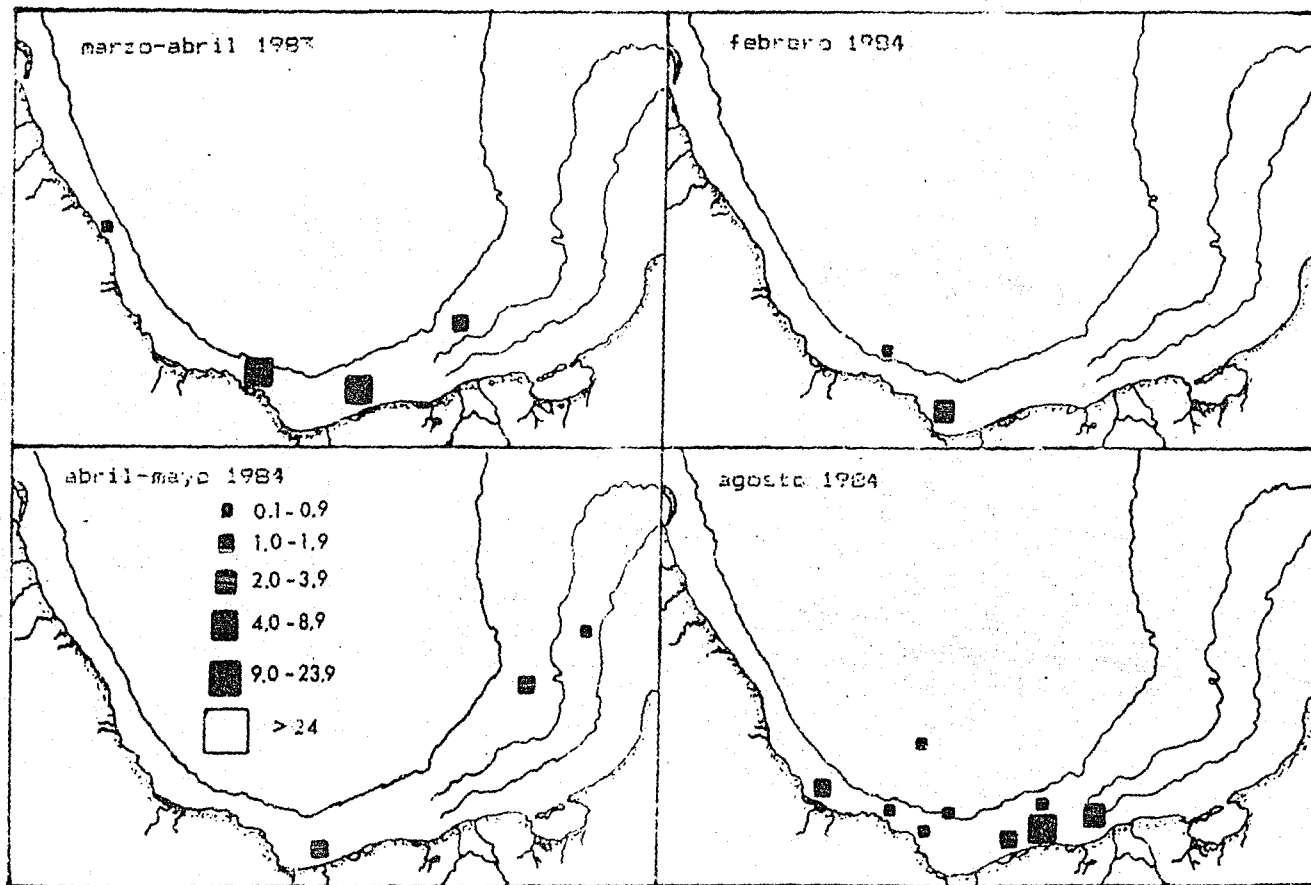 marzo-abril 1983
febrero 1984
abril-mayo 1984
0.1-0.9
1.0-1.9
2.0-3.9
4.0-8.9
9.0-23.9
>24
agosto 1984